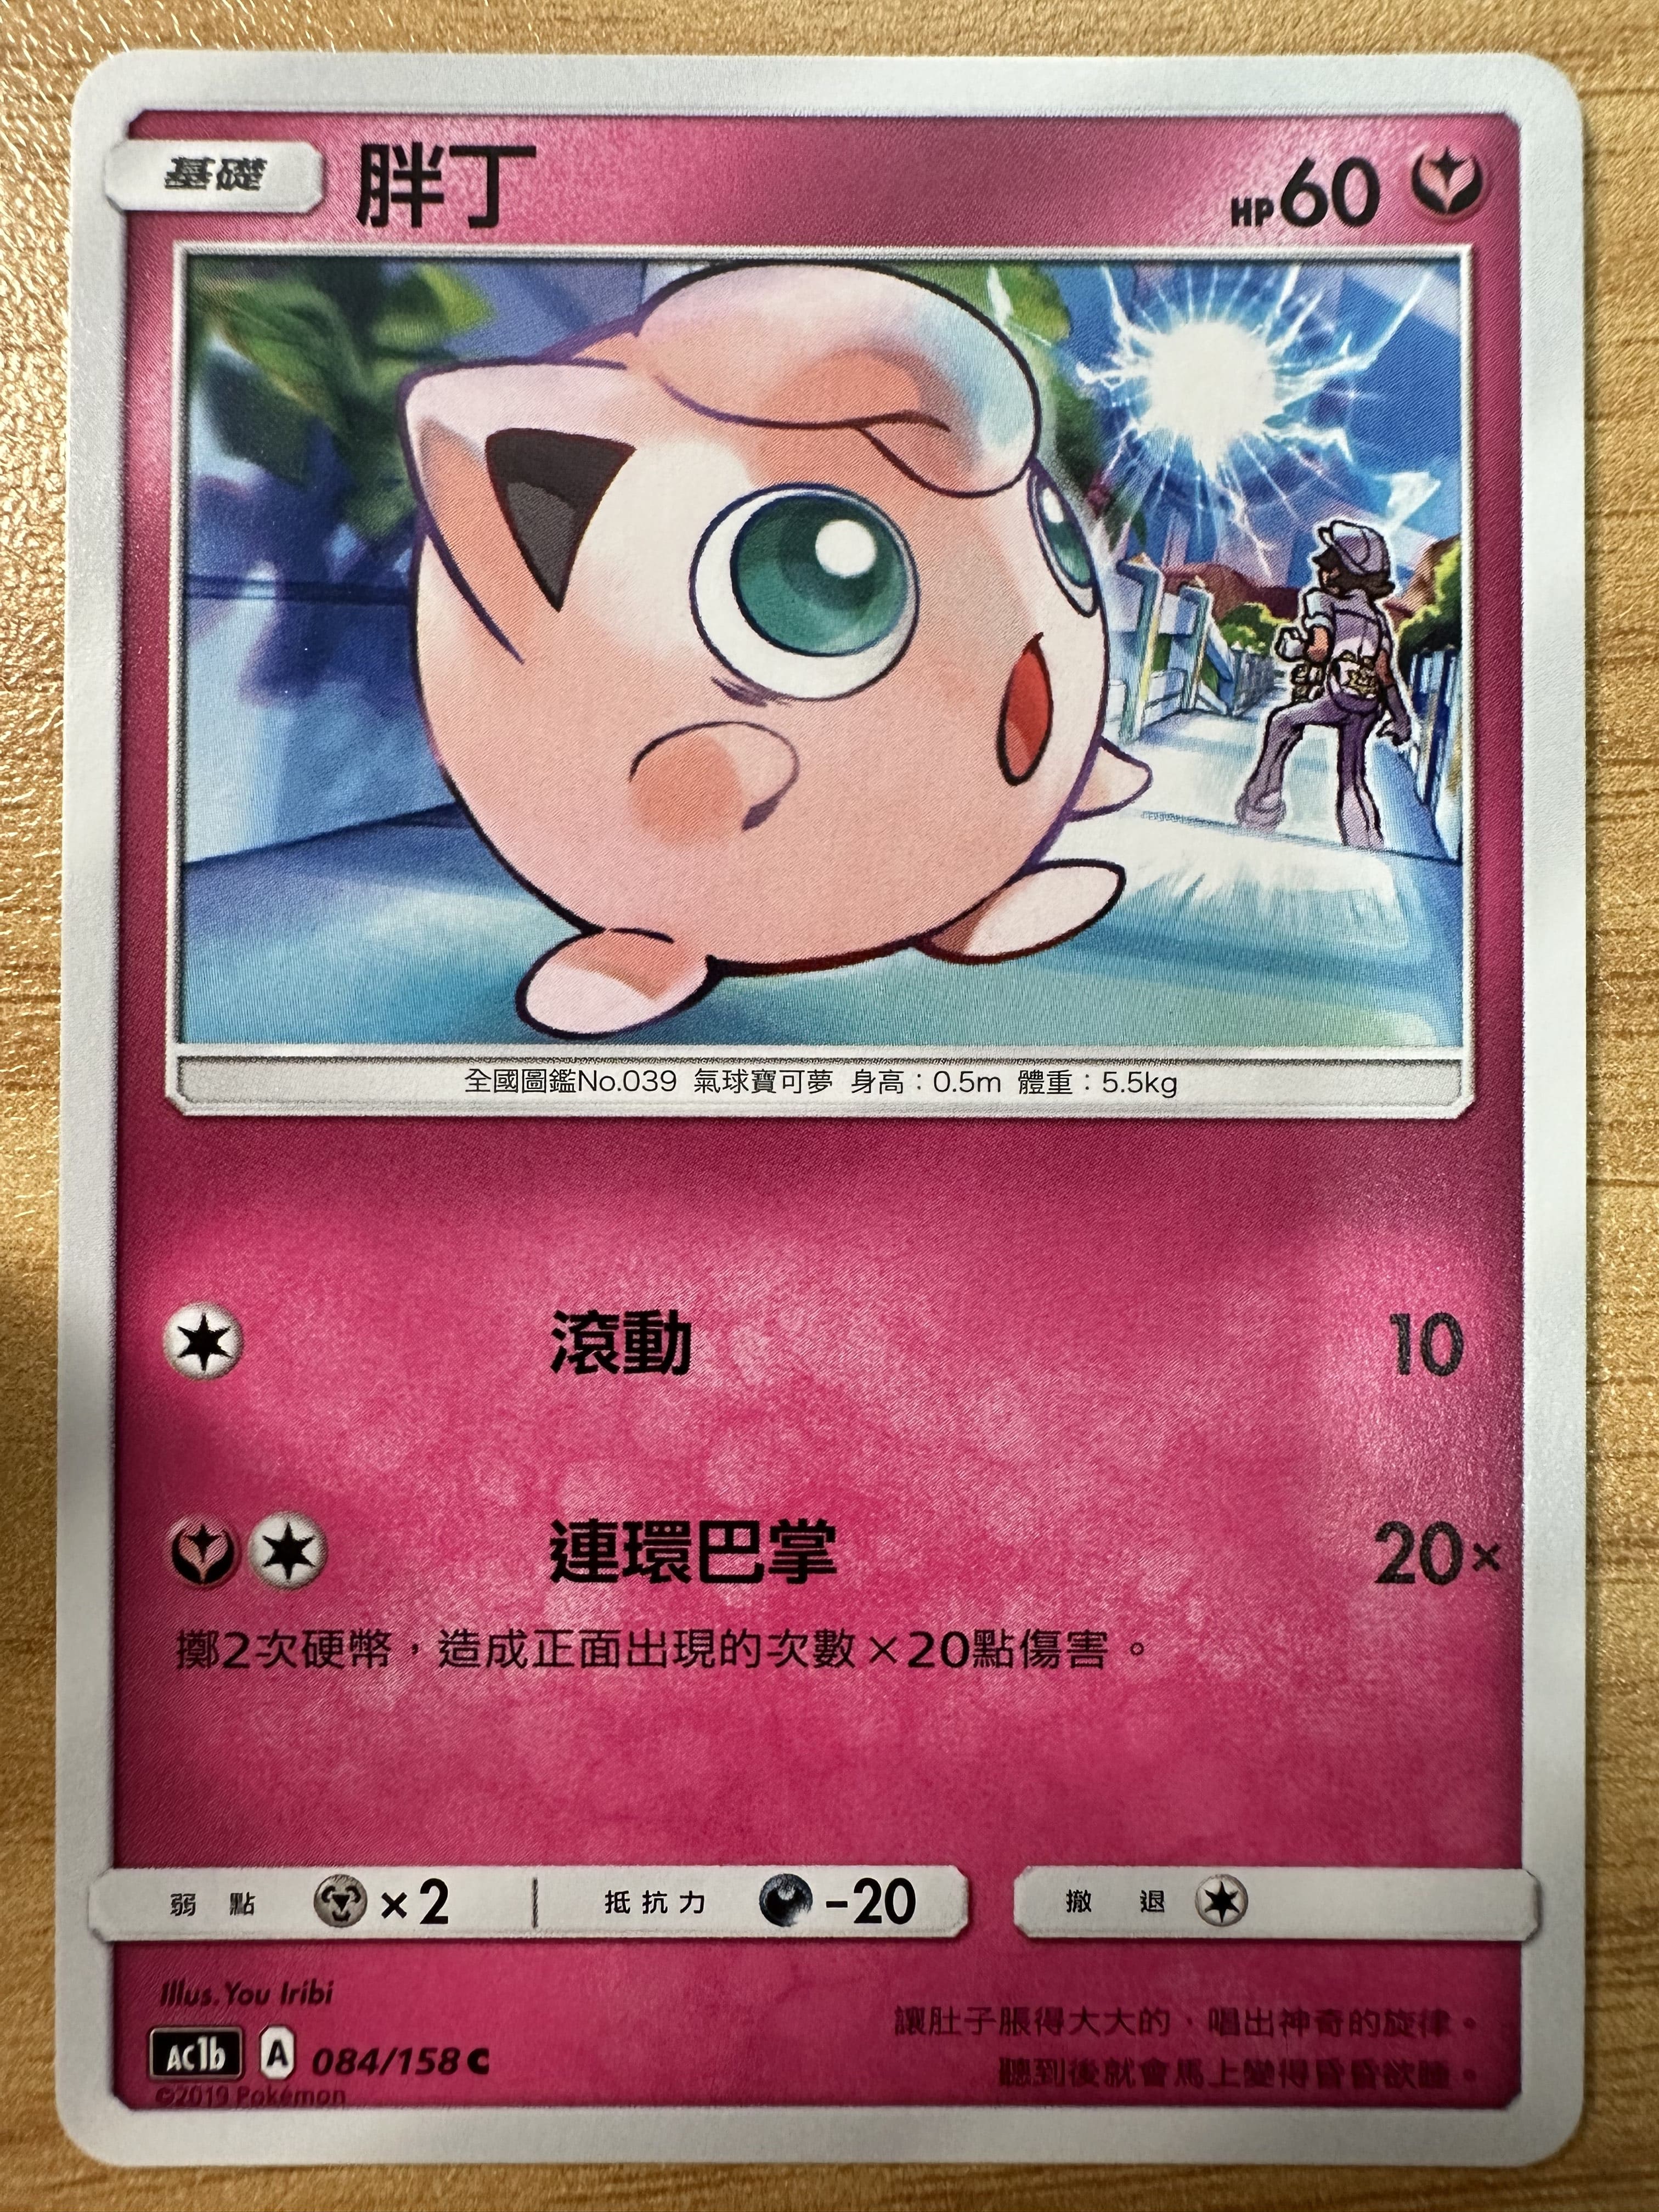 基礎 胖丁 HP60
全國圖鑑No.039 氣球寶可夢 身高：0.5m 體重：5.5kg
滾動 10
連環巴掌 20×
擲2次硬幣，造成正面出現的次數×20點傷害。
弱點 ×2 抵抗力 -20 撤退
Illus. You Iribi
讓肚子脹得大大的，唱出神奇的旋律。
聽到後就會馬上變得昏昏欲睡。
AC1b A 084/158 C
©2019 Pokémon